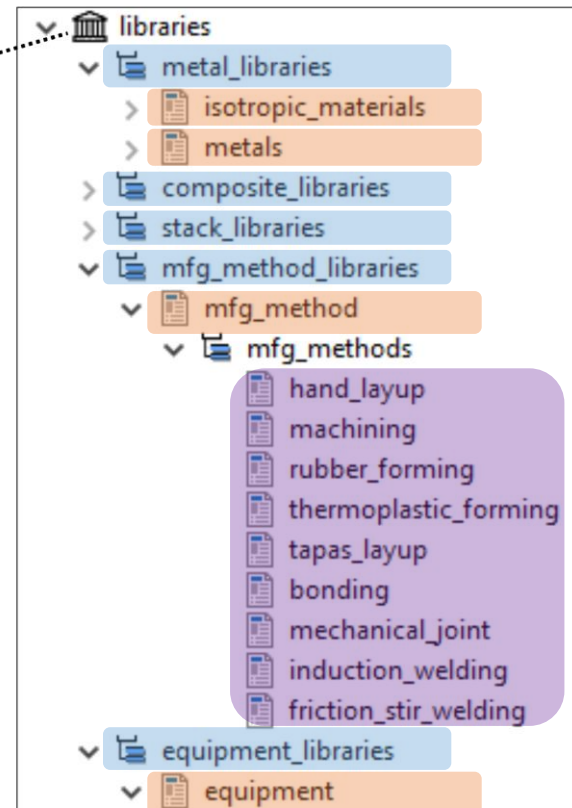 libraries
metal_libraries
isotropic_materials
metals
composite_libraries
stack_libraries
mfg_method_libraries
mfg_method
mfg_methods
hand_layup
machining
rubber_forming
thermoplastic_forming
tapas_layup
bonding
mechanical_joint
induction_welding
friction_stir_welding
equipment_libraries
equipment